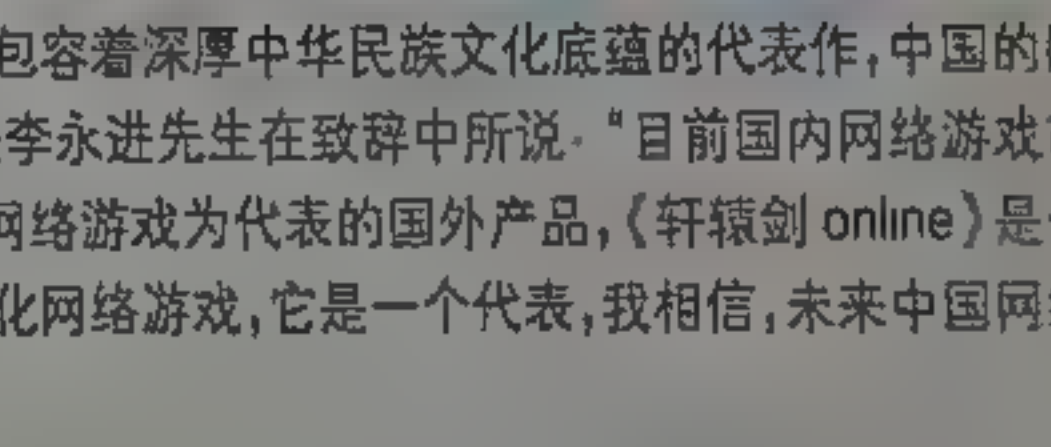 包容着深厚中华民族文化底蕴的代表作,中国的
李永进先生在致辞中所说:“目前国内网络游戏
网络游戏为代表的国外产品,《轩辕剑 online》是
化网络游戏,它是一个代表,我相信,未来中国网